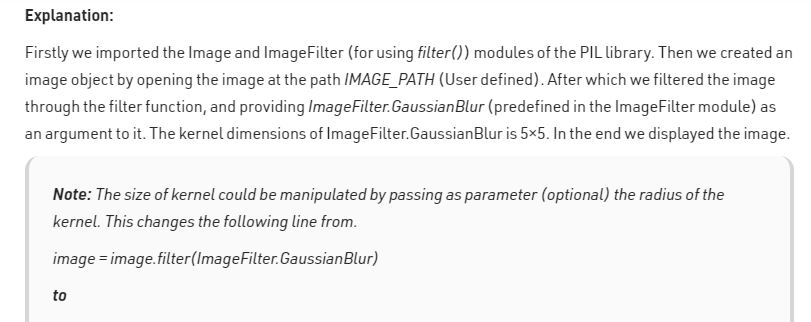 Explanation:
Firstly we imported the Image and ImageFilter (for using filter()) modules of the PIL library. Then we created an
image object by opening the image at the path IMAGE_PATH (User defined). After which we filtered the image
through the filter function, and providing ImageFilter.GaussianBlur (predefined in the ImageFilter module) as
an argument to it. The kernel dimensions of ImageFilter.GaussianBlur is 5×5. In the end we displayed the image.
Note: The size of kernel could be manipulated by passing as parameter (optional) the radius of the
kernel. This changes the following line from.
image = image.filter(ImageFilter.GaussianBlur)
to